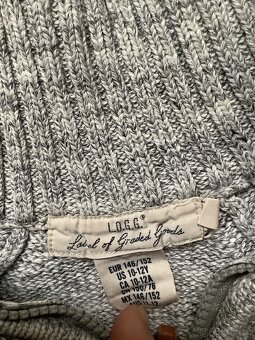 L.O.G.G.
Label of Graded Goods
EUR 146/152
US 10-12Y
CA 10-12A
MX 146/152